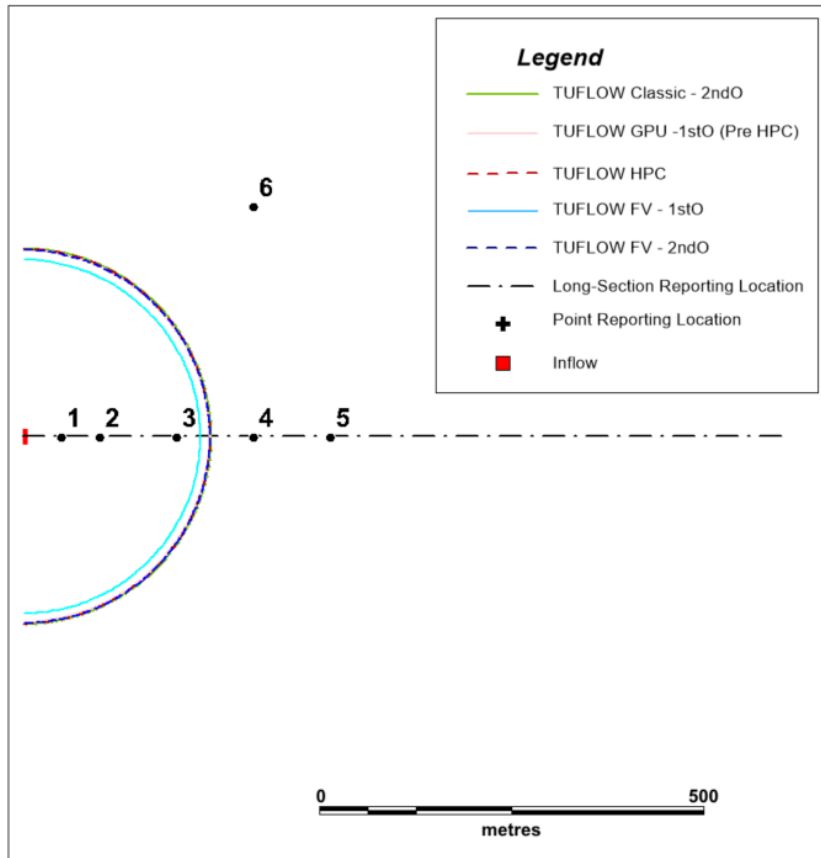 Legend
TUFLOW Classic - 2ndO
TUFLOW GPU -1stO (Pre HPC)
TUFLOW HPC
TUFLOW FV - 1stO
TUFLOW FV - 2ndO
Long-Section Reporting Location
Point Reporting Location
Inflow
6
1 2 3 4 5
0 500
metres